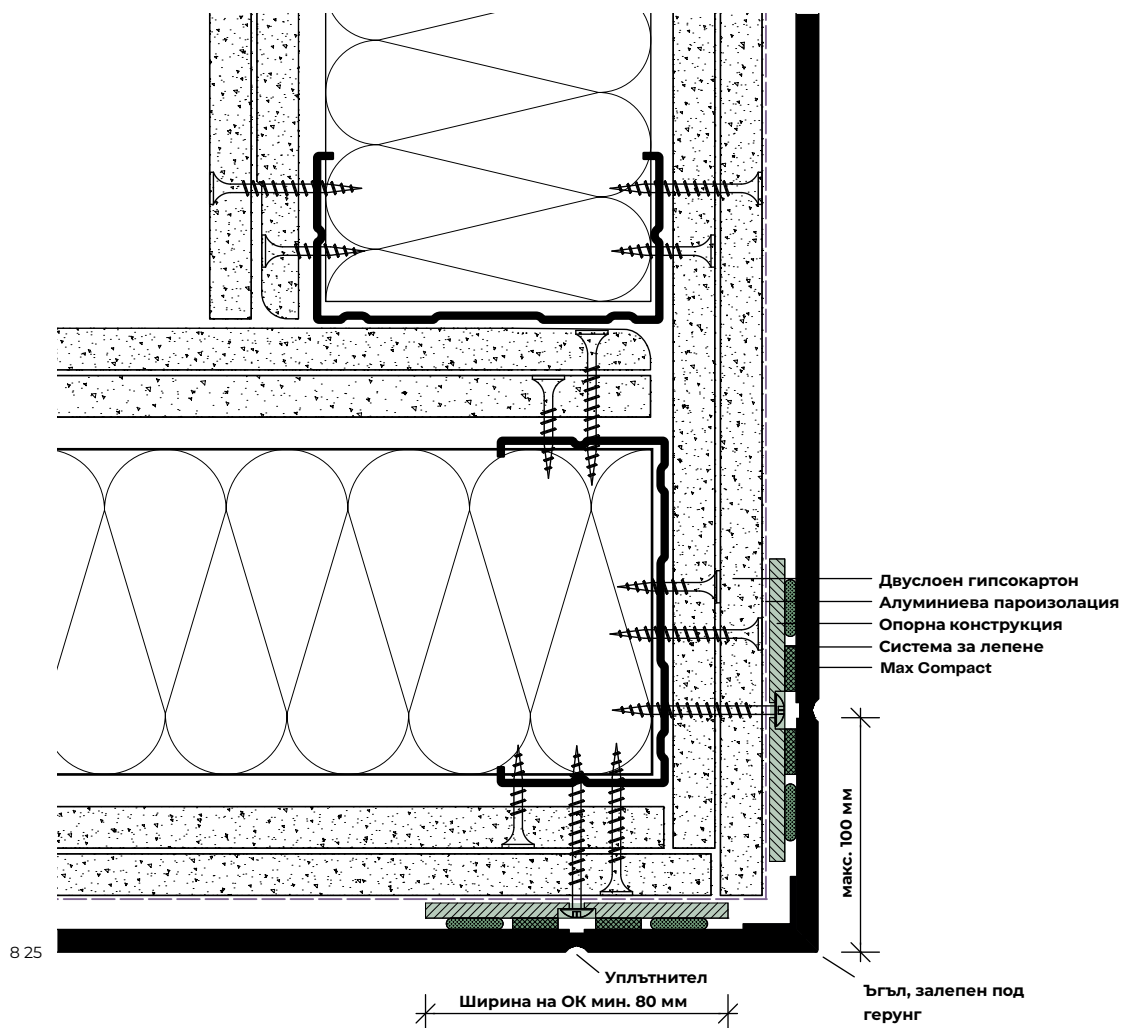 Двуслоен гипсокартон
Алуминиева пароизолация
Опорна конструкция
Система за лепене
Max Compact
макс. 100 мм
8 25
Уплътнител
Ширина на ОК мин. 80 мм
Ъгъл, залепен под
герунг